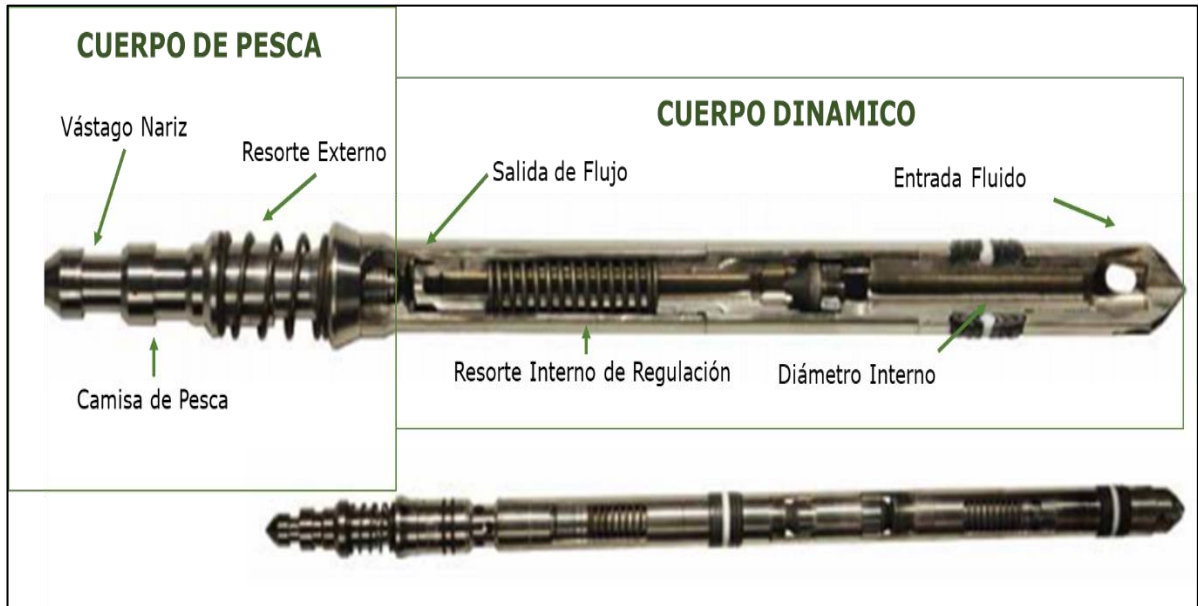 CUERPO DE PESCA
CUERPO DINAMICO
Vástago Nariz
Resorte Externo
Salida de Flujo
Entrada Fluido
Camisa de Pesca
Resorte Interno de Regulación
Diámetro Interno